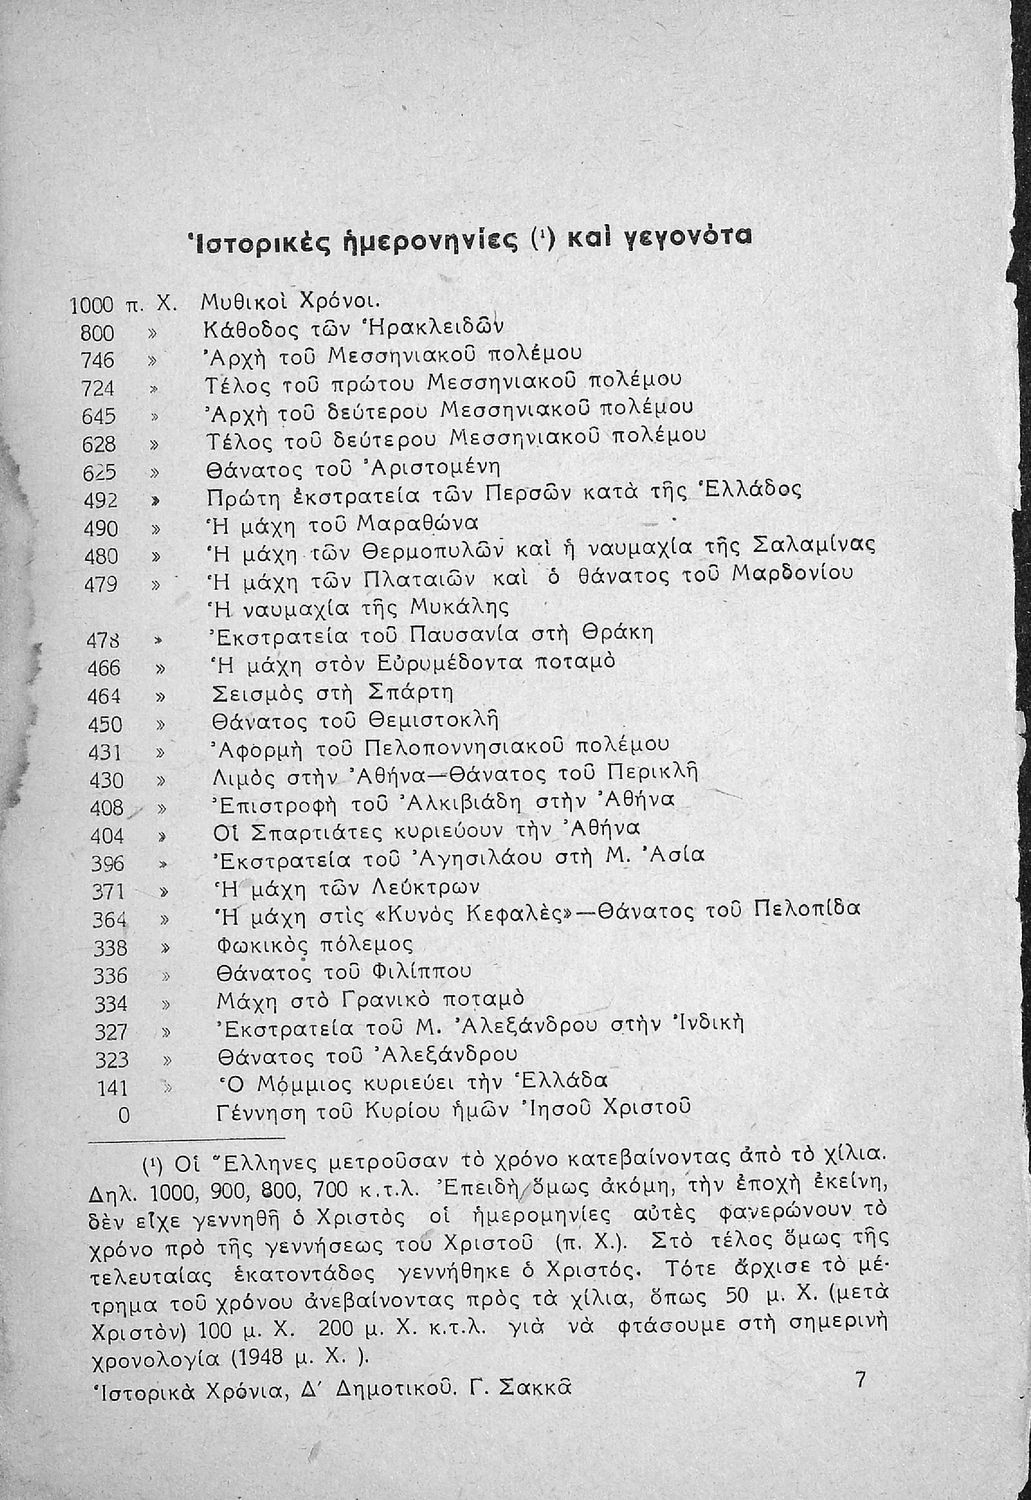 Ἱστορικὲς ἡμερονηνίες (¹) καὶ γεγονότα
1000 π. Χ. Μυθικοὶ Χρόνοι.
800 » Κάθοδος τῶν Ἡρακλειδῶν
746 » Ἀρχὴ τοῦ Μεσσηνιακοῦ πολέμου
724 » Τέλος τοῦ πρώτου Μεσσηνιακοῦ πολέμου
645 » Ἀρχὴ τοῦ δεύτερου Μεσσηνιακοῦ πολέμου
628 » Τέλος τοῦ δεύτερου Μεσσηνιακοῦ πολέμου
625 » Θάνατος τοῦ Ἀριστομένη
492 » Πρώτη ἐκστρατεία τῶν Περσῶν κατὰ τῆς Ἑλλάδος
490 » Ἡ μάχη τοῦ Μαραθώνα
480 » Ἡ μάχη τῶν Θερμοπυλῶν καὶ ἡ ναυμαχία τῆς Σαλαμίνας
479 » Ἡ μάχη τῶν Πλαταιῶν καὶ ὁ θάνατος τοῦ Μαρδονίου
Ἡ ναυμαχία τῆς Μυκάλης
478 » Ἐκστρατεία τοῦ Παυσανία στὴ Θράκη
466 » Ἡ μάχη στὸν Εὐρυμέδοντα ποταμὸ
464 » Σεισμὸς στὴ Σπάρτη
450 » Θάνατος τοῦ Θεμιστοκλῆ
431 » Ἀφορμὴ τοῦ Πελοποννησιακοῦ πολέμου
430 » Λιμὸς στὴν Ἀθήνα—Θάνατος τοῦ Περικλῆ
408 » Ἐπιστροφὴ τοῦ Ἀλκιβιάδη στὴν Ἀθήνα
404 » Οἱ Σπαρτιάτες κυριεύουν τὴν Ἀθήνα
396 » Ἐκστρατεία τοῦ Ἀγησιλάου στὴ Μ. Ἀσία
371 » Ἡ μάχη τῶν Λεύκτρων
364 » Ἡ μάχη στὶς «Κυνὸς Κεφαλὲς»—Θάνατος τοῦ Πελοπίδα
338 » Φωκικὸς πόλεμος
336 » Θάνατος τοῦ Φιλίππου
334 » Μάχη στὸ Γρανικὸ ποταμὸ
327 » Ἐκστρατεία τοῦ Μ. Ἀλεξάνδρου στὴν Ἰνδικὴ
323 » Θάνατος τοῦ Ἀλεξάνδρου
141 » Ὁ Μόμμιος κυριεύει τὴν Ἑλλάδα
0 Γέννηση τοῦ Κυρίου ἡμῶν Ἰησοῦ Χριστοῦ
(¹) Οἱ Ἕλληνες μετροῦσαν τὸ χρόνο κατεβαίνοντας ἀπὸ τὸ χίλια.
Δηλ. 1000, 900, 800, 700 κ.τ.λ. Ἐπειδὴ ὅμως ἀκόμη, τὴν ἐποχὴ ἐκείνη,
δὲν εἶχε γεννηθῆ ὁ Χριστὸς οἱ ἡμερομηνίες αὐτὲς φανερώνουν τὸ
χρόνο πρὸ τῆς γεννήσεως τοῦ Χριστοῦ (π. Χ.). Στὸ τέλος ὅμως τῆς
τελευταίας ἑκατοντάδος γεννήθηκε ὁ Χριστός. Τότε ἄρχισε τὸ μέ-
τρημα τοῦ χρόνου ἀνεβαίνοντας πρὸς τὰ χίλια, ὅπως 50 μ. Χ. (μετὰ
Χριστὸν) 100 μ. Χ. 200 μ. Χ. κ.τ.λ. γιὰ νὰ φτάσουμε στὴ σημερινὴ
χρονολογία (1948 μ. Χ. ).
Ἱστορικὰ Χρόνια, Δ′ Δημοτικοῦ. Γ. Σακκᾶ 7